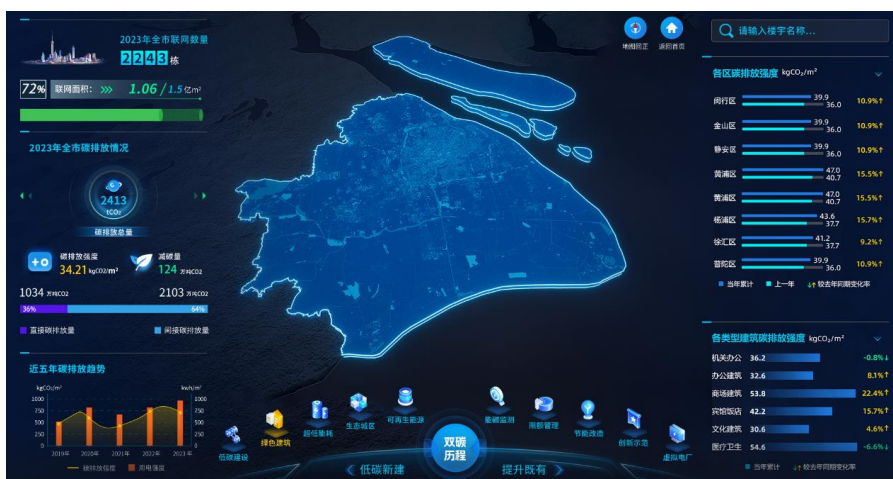 2023年全市联网数量
2243 栋
72% 联网面积: >>> 1.06 / 1.5 亿m²
2023年全市碳排放情况
2413
tCO₂
碳排放总量
碳排放强度
34.21 kgCO2/m²
减碳量
124 万吨CO2
1034 万吨CO2 2103 万吨CO2
36% 64%
直接碳排放量 间接碳排放量
近五年碳排放趋势
kgCO₂/m² kwh/m²
1000 1000
750 750
500 500
250 250
0 0
2019年 2020年 2021年 2022年 2023 年
碳排放强度 用电强度
地图回正 返回首页
低碳建设
绿色建筑
超低能耗
生态城区
可再生能源
能碳监测
限额管理
节能改造
创新示范
虚拟电厂
双碳
历程
低碳新建 提升既有
请输入楼宇名称...
各区碳排放强度 kgCO₂/m²
闵行区 39.9 36.0 10.9%↑
金山区 39.9 36.0 10.9%↑
静安区 39.9 36.0 10.9%↑
黄浦区 47.0 40.7 15.5%↑
黄浦区 47.0 40.7 15.5%↑
杨浦区 43.6 37.7 15.7%↑
徐汇区 41.2 37.7 9.2%↑
普陀区 39.9 36.0 10.9%↑
当年累计 上一年 ↓↑ 较去年同期变化率
各类型建筑碳排放强度 kgCO₂/m²
机关办公 36.2 -0.8%↓
办公建筑 32.6 8.1%↑
商场建筑 53.8 22.4%↑
宾馆饭店 42.2 15.7%↑
文化建筑 30.6 4.6%↑
医疗卫生 54.6 -6.6%↓
当年累计 ↓↑ 较去年同期变化率